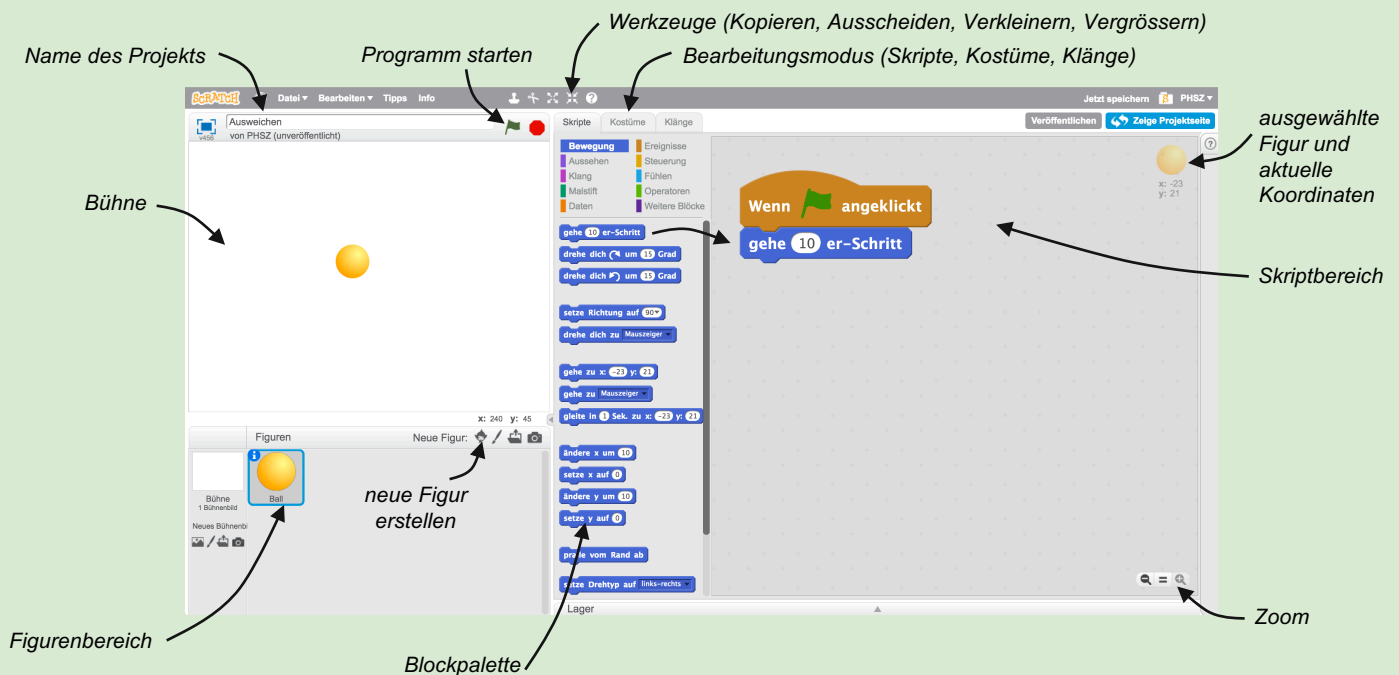 Werkzeuge (Kopieren, Ausscheiden, Verkleinern, Vergrössern)
Name des Projekts
Programm starten
Bearbeitungsmodus (Skripte, Kostüme, Klänge)
SCRATCH
Datei
Bearbeiten
Tipps
Info
Jetzt speichern
PHSZ
v456
Ausweichen
von PHSZ (unveröffentlicht)
Skripte
Kostüme
Klänge
Veröffentlichen
Zeige Projektseite
ausgewählte
Figur und
aktuelle
Koordinaten
Bewegung
Ereignisse
Aussehen
Steuerung
Klang
Fühlen
Malstift
Operatoren
Daten
Weitere Blöcke
x: -23
y: 21
Bühne
Wenn angeklickt
gehe 10 er-Schritt
gehe 10 er-Schritt
drehe dich um 15 Grad
drehe dich um 15 Grad
Skriptbereich
setze Richtung auf 90
drehe dich zu Mauszeiger
gehe zu x: -23 y: 21
gehe zu Mauszeiger
gleite in 1 Sek. zu x: -23 y: 21
x: 240 y: 45
Figuren
Neue Figur:
ändere x um 10
setze x auf 0
ändere y um 10
setze y auf 0
pralle vom Rand ab
setze Drehtyp auf links-rechts
Bühne
1 Bühnenbild
Ball
Neues Bühnenbi
neue Figur
erstellen
Lager
Zoom
Figurenbereich
Blockpalette